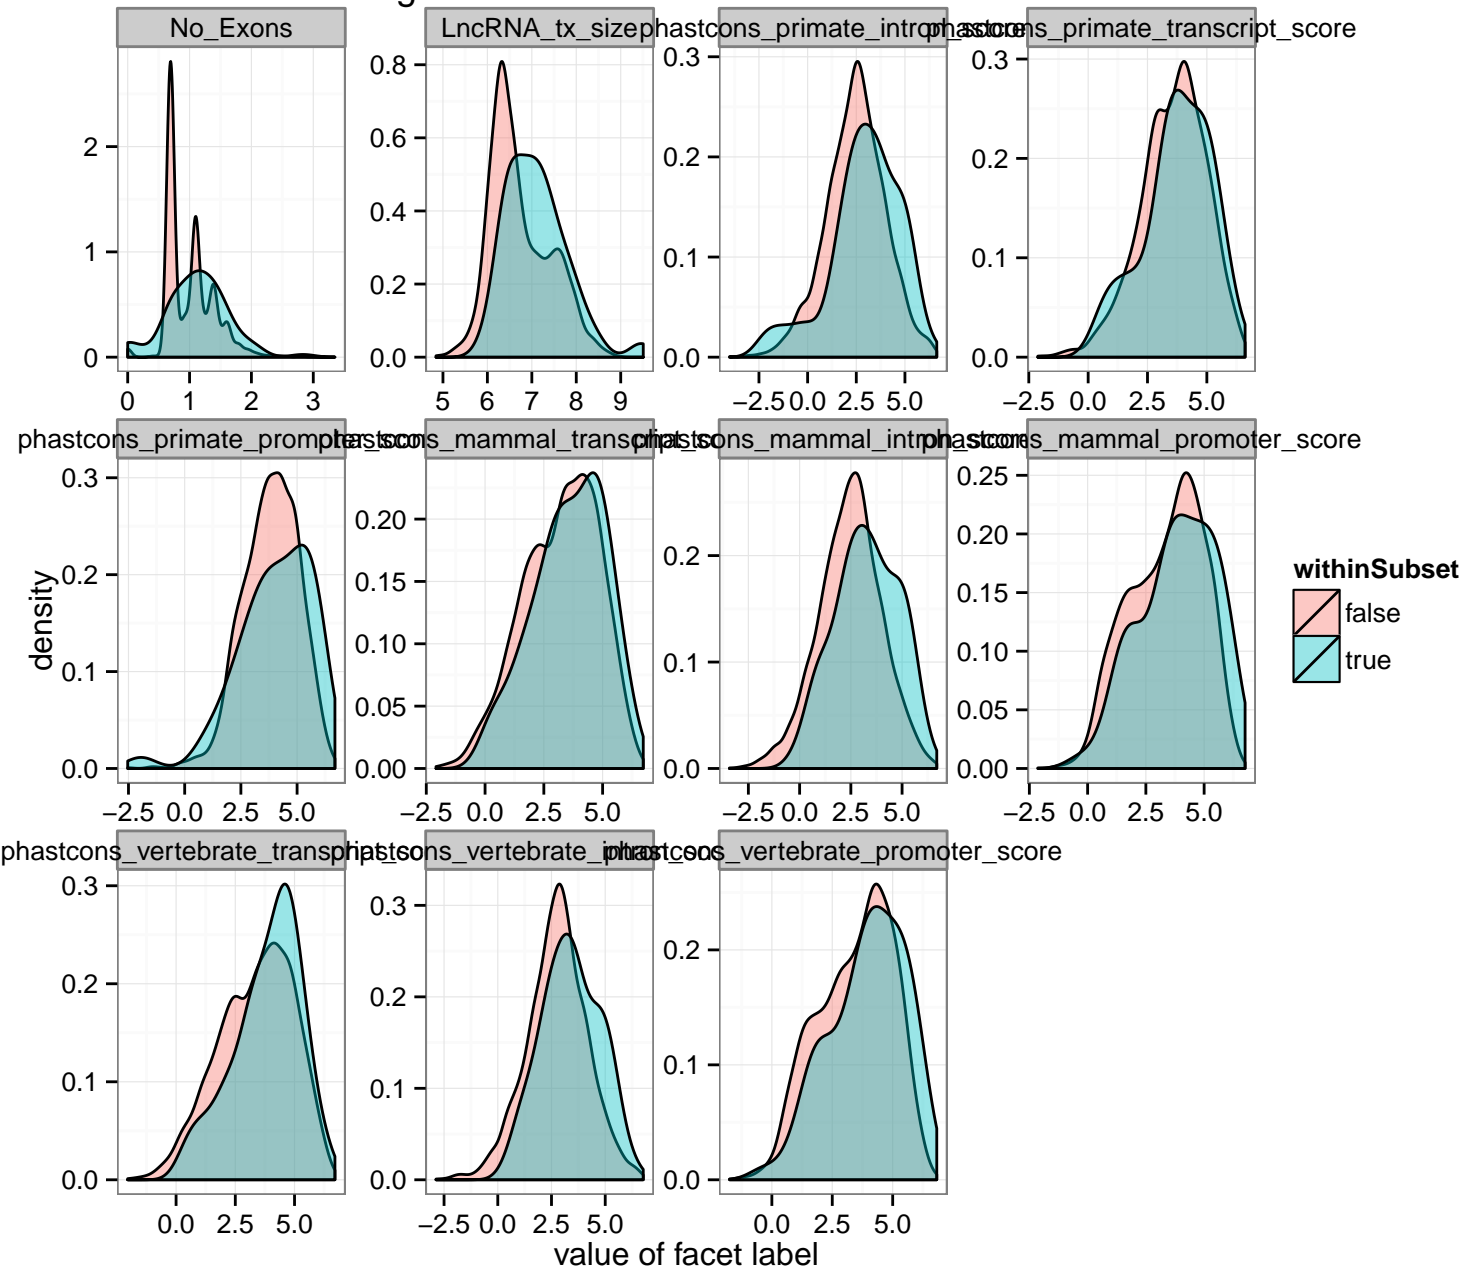 g
No_Exons
LncRNA_tx_size
phastcons_primate_intron_score
phastcons_primate_transcript_score
2
1
0
0 1 2 3
0.8
0.6
0.4
0.2
0.0
5 6 7 8 9
0.3
0.2
0.1
0.0
−2.5 0.0 2.5 5.0
0.3
0.2
0.1
0.0
−2.5 0.0 2.5 5.0
phastcons_primate_promoter_score
phastcons_mammal_transcript_score
phastcons_mammal_intron_score
phastcons_mammal_promoter_score
0.3
0.2
0.1
0.0
−2.5 0.0 2.5 5.0
0.20
0.15
0.10
0.05
0.00
−2.5 0.0 2.5 5.0
0.2
0.1
0.0
−2.5 0.0 2.5 5.0
0.25
0.20
0.15
0.10
0.05
0.00
−2.5 0.0 2.5 5.0
phastcons_vertebrate_transcript_score
phastcons_vertebrate_intron_score
phastcons_vertebrate_promoter_score
0.3
0.2
0.1
0.0
0.0 2.5 5.0
0.3
0.2
0.1
0.0
−2.5 0.0 2.5 5.0
0.2
0.1
0.0
0.0 2.5 5.0
density
value of facet label
withinSubset
false
true